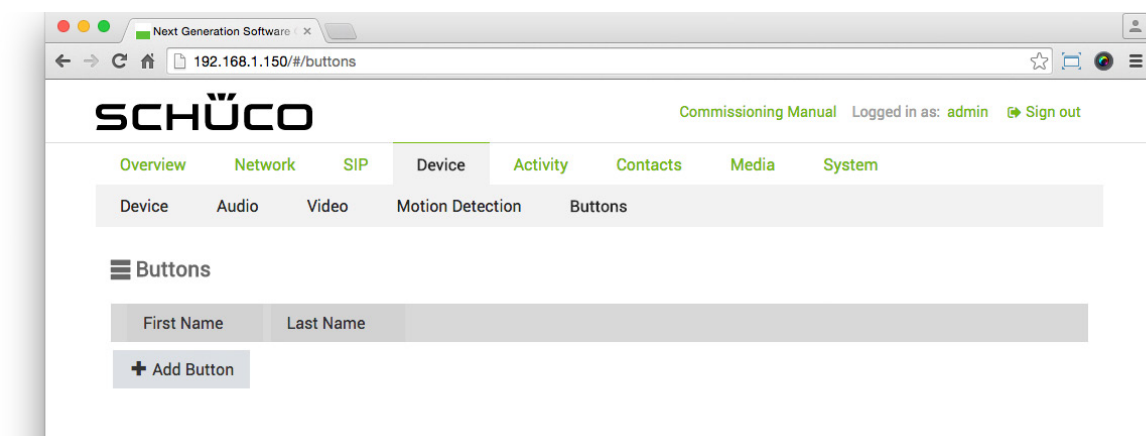 Next Generation Software
192.168.1.150/#/buttons
SCHÜCO
Commissioning Manual Logged in as: admin Sign out
Overview Network SIP Device Activity Contacts Media System
Device Audio Video Motion Detection Buttons
Buttons
First Name Last Name
+ Add Button